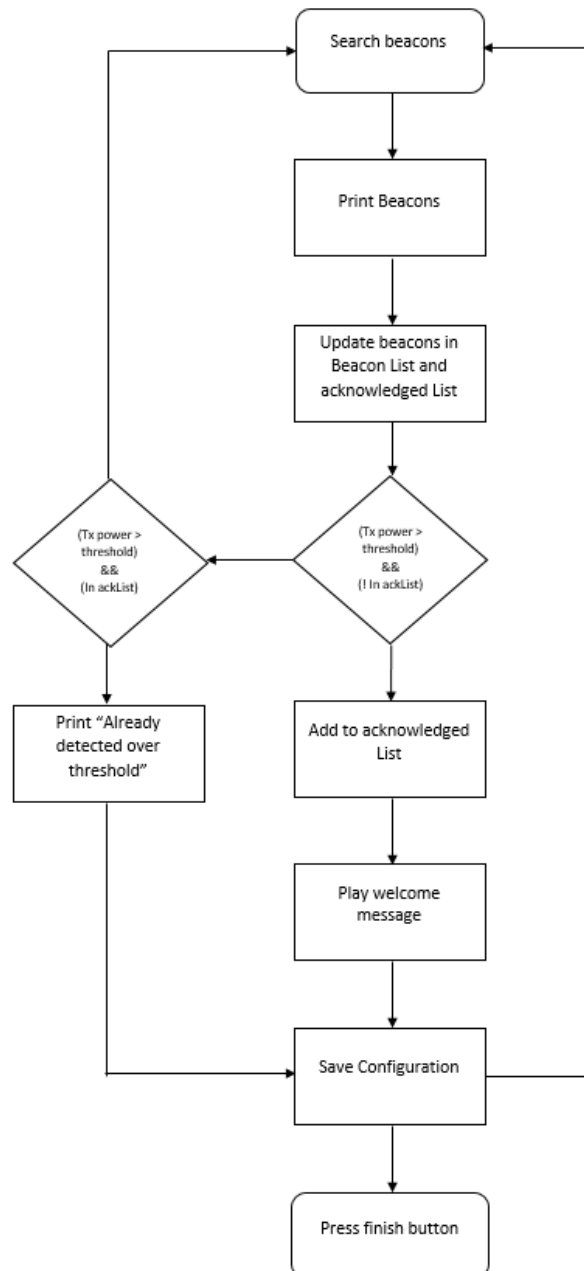 Search beacons
Print Beacons
Update beacons in
Beacon List and
acknowledged List
(Tx power >
threshold)
&&
(In ackList)
(Tx power >
threshold)
&&
(! In ackList)
Print “Already
detected over
threshold”
Add to acknowledged
List
Play welcome
message
Save Configuration
Press finish button